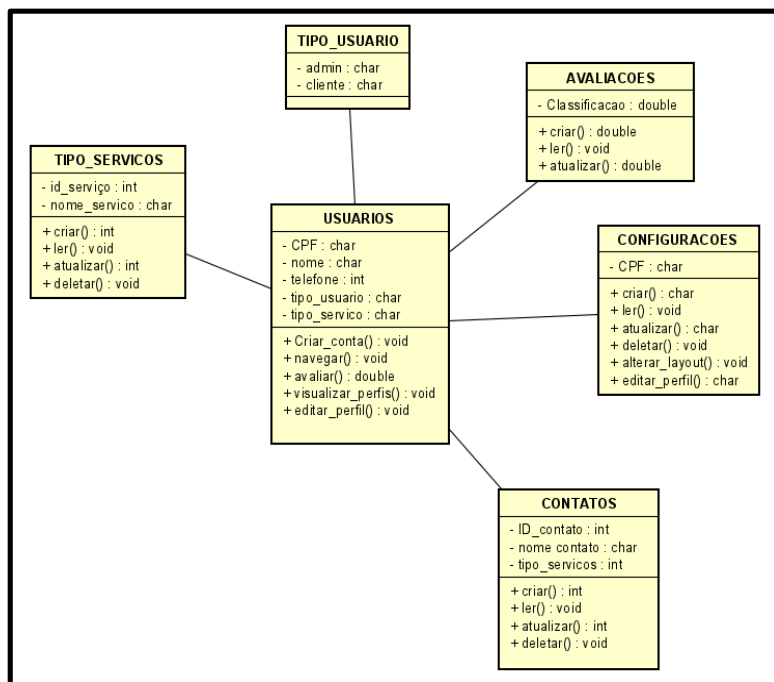 TIPO_USUARIO
- admin : char
- cliente : char
AVALIACOES
- Classificacao : double
+ criar() : double
+ ler() : void
+ atualizar() : double
TIPO_SERVICOS
- id_serviço : int
- nome_servico : char
+ criar() : int
+ ler() : void
+ atualizar() : int
+ deletar() : void
USUARIOS
- CPF : char
- nome : char
- telefone : int
- tipo_usuario : char
- tipo_servico : char
+ Criar_conta() : void
+ navegar() : void
+ avaliar() : double
+ visualizar_perfis() : void
+ editar_perfil() : void
CONFIGURACOES
- CPF : char
+ criar() : char
+ ler() : void
+ atualizar() : char
+ deletar() : void
+ alterar_layout() : void
+ editar_perfil() : char
CONTATOS
- ID_contato : int
- nome contato : char
- tipo_servicos : int
+ criar() : int
+ ler() : void
+ atualizar() : int
+ deletar() : void